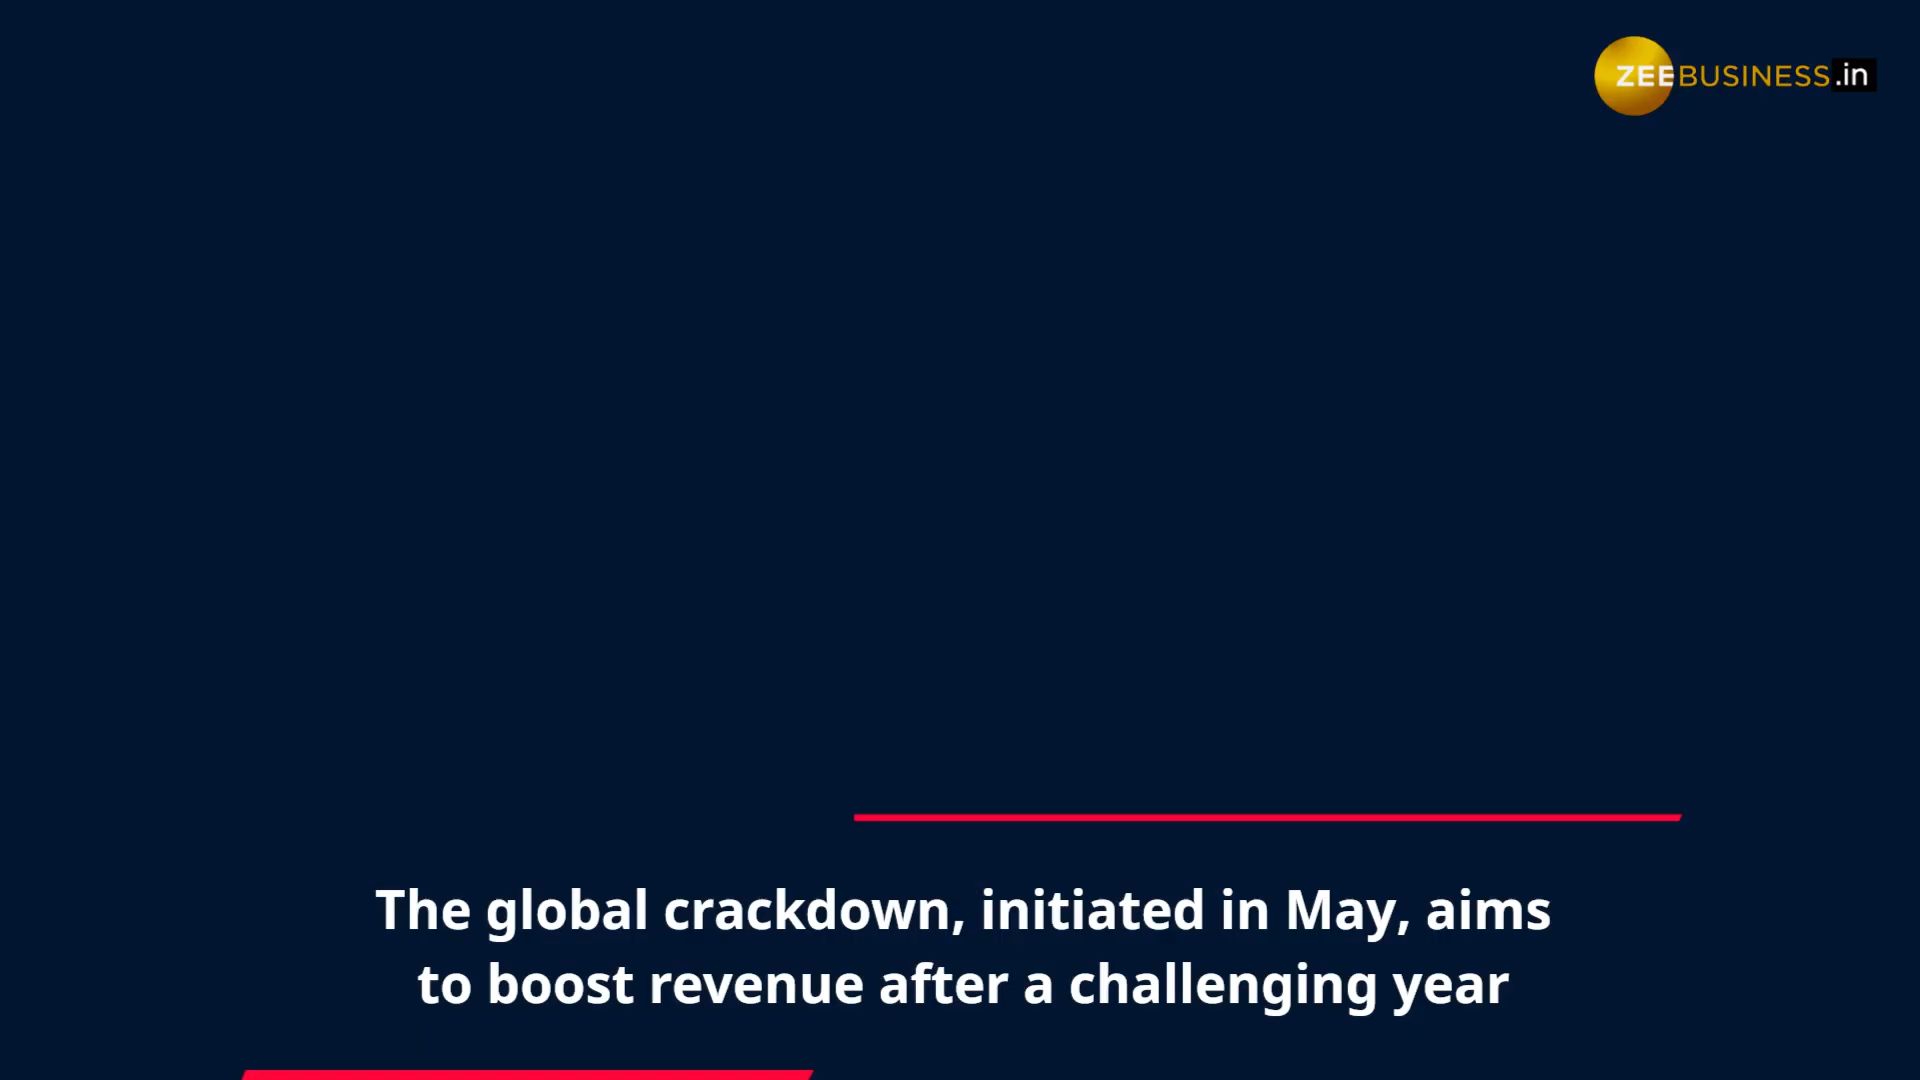 ZEEBUSINESS.in
The global crackdown, initiated in May, aims
to boost revenue after a challenging year